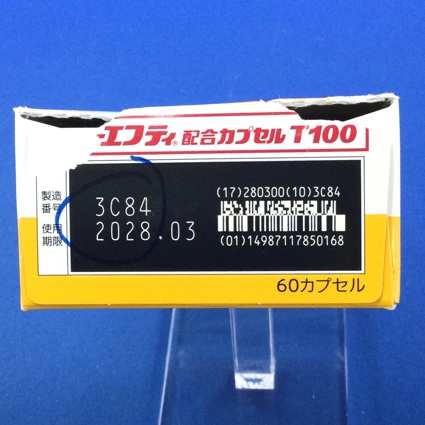 ーエフティ®配合カプセルT100
製造番号 3C84
使用期限 2028.03
(17)280300(10)3C84
(01)14987117850168
60カプセル